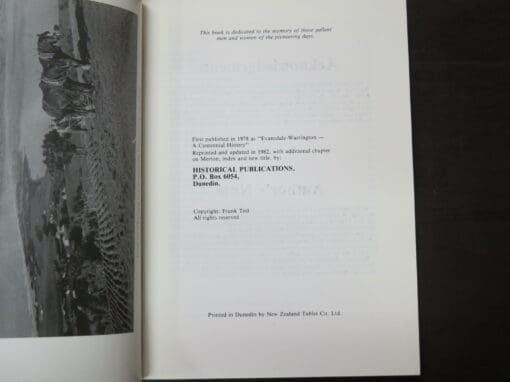 This book is dedicated to the memory of those gallant
men and women of the pioneering days.
First published in 1978 as "Evansdale-Warrington —
A Centennial History"
Reprinted and updated in 1982, with additional chapter
on Merton, index and new title, by:
HISTORICAL PUBLICATIONS,
P.O. Box 6054,
Dunedin.
Copyright: Frank Tod
All rights reserved
Printed in Dunedin by New Zealand Tablet Co. Ltd.